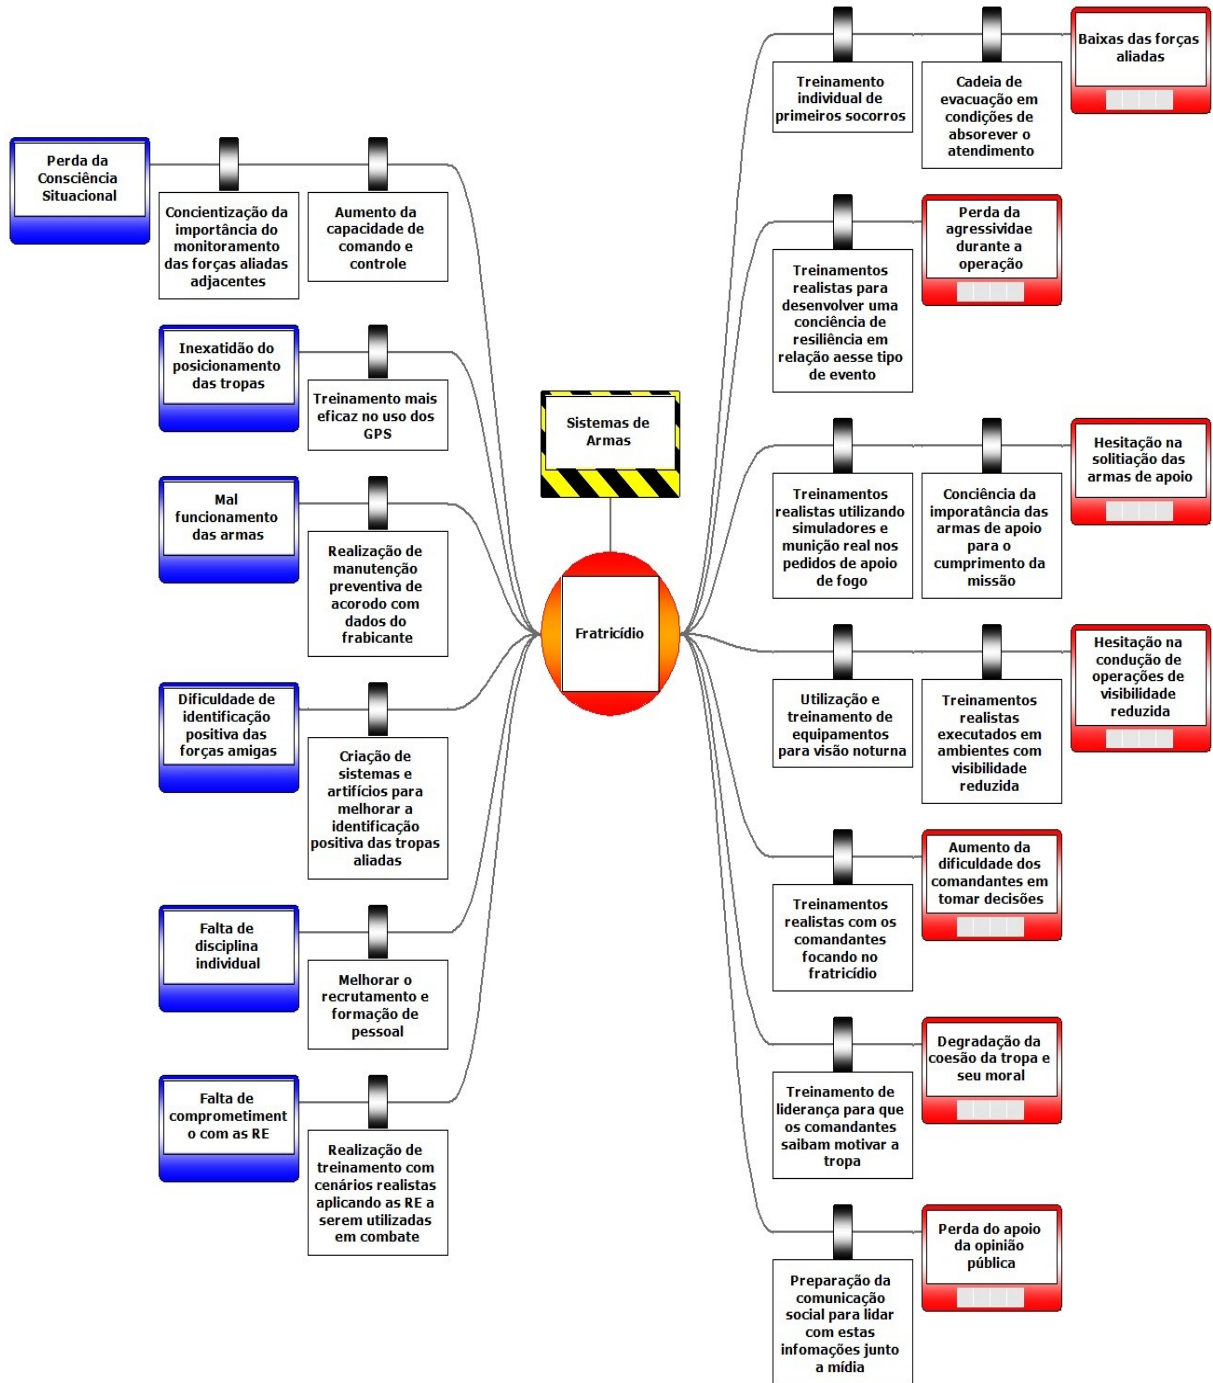 Perda da
Consciência
Situacional
Concientização da
importância do
monitoramento
das forças aliadas
adjacentes
Aumento da
capacidade de
comando e
controle
Inexatidão do
posicionamento
das tropas
Treinamento mais
eficaz no uso dos
GPS
Mal
funcionamento
das armas
Realização de
manutenção
preventiva de
acorodo com
dados do
frabicante
Dificuldade de
identificação
positiva das
forças amigas
Criação de
sistemas e
artifícios para
melhorar a
identificação
positiva das tropas
aliadas
Falta de
disciplina
individual
Melhorar o
recrutamento e
formação de
pessoal
Falta de
comprometiment
o com as RE
Realização de
treinamento com
cenários realistas
aplicando as RE a
serem utilizadas
em combate
Sistemas de
Armas
Fratricídio
Treinamento
individual de
primeiros socorros
Cadeia de
evacuação em
condições de
absorever o
atendimento
Baixas das forças
aliadas
Treinamentos
realistas para
desenvolver uma
conciência de
resiliência em
relação aesse tipo
de evento
Perda da
agressividae
durante a
operação
Treinamentos
realistas utilizando
simuladores e
munição real nos
pedidos de apoio
de fogo
Conciência da
imporatância das
armas de apoio
para o
cumprimento da
missão
Hesitação na
solitiação das
armas de apoio
Utilização e
treinamento de
equipamentos
para visão noturna
Treinamentos
realistas
executados em
ambientes com
visibilidade
reduzida
Hesitação na
condução de
operações de
visibilidade
reduzida
Treinamentos
realistas com os
comandantes
focando no
fratricídio
Aumento da
dificuldade dos
comandantes em
tomar decisões
Treinamento de
liderança para que
os comandantes
saibam motivar a
tropa
Degradação da
coesão da tropa e
seu moral
Preparação da
comunicação
social para lidar
com estas
infomações junto
a mídia
Perda do apoio
da opinião
pública